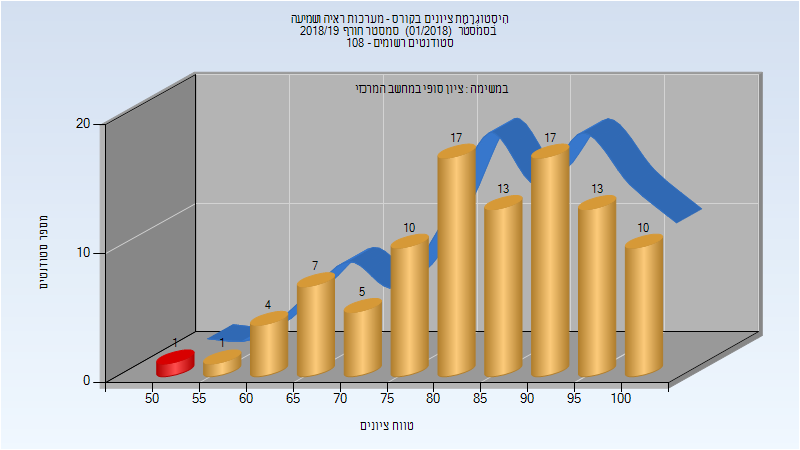 היסטוגרמת ציונים בקורס - מערכות ראיה ושמיעה
בסמסטר (01/2018) סמסטר חורף 2018/19
סטודנטים רשומים - 108
במשימה : ציון סופי במחשב המרכזי
מספר סטודנטים
20
10
0
1
1
4
7
5
10
17
13
17
13
10
50 55 60 65 70 75 80 85 90 95 100
טווח ציונים